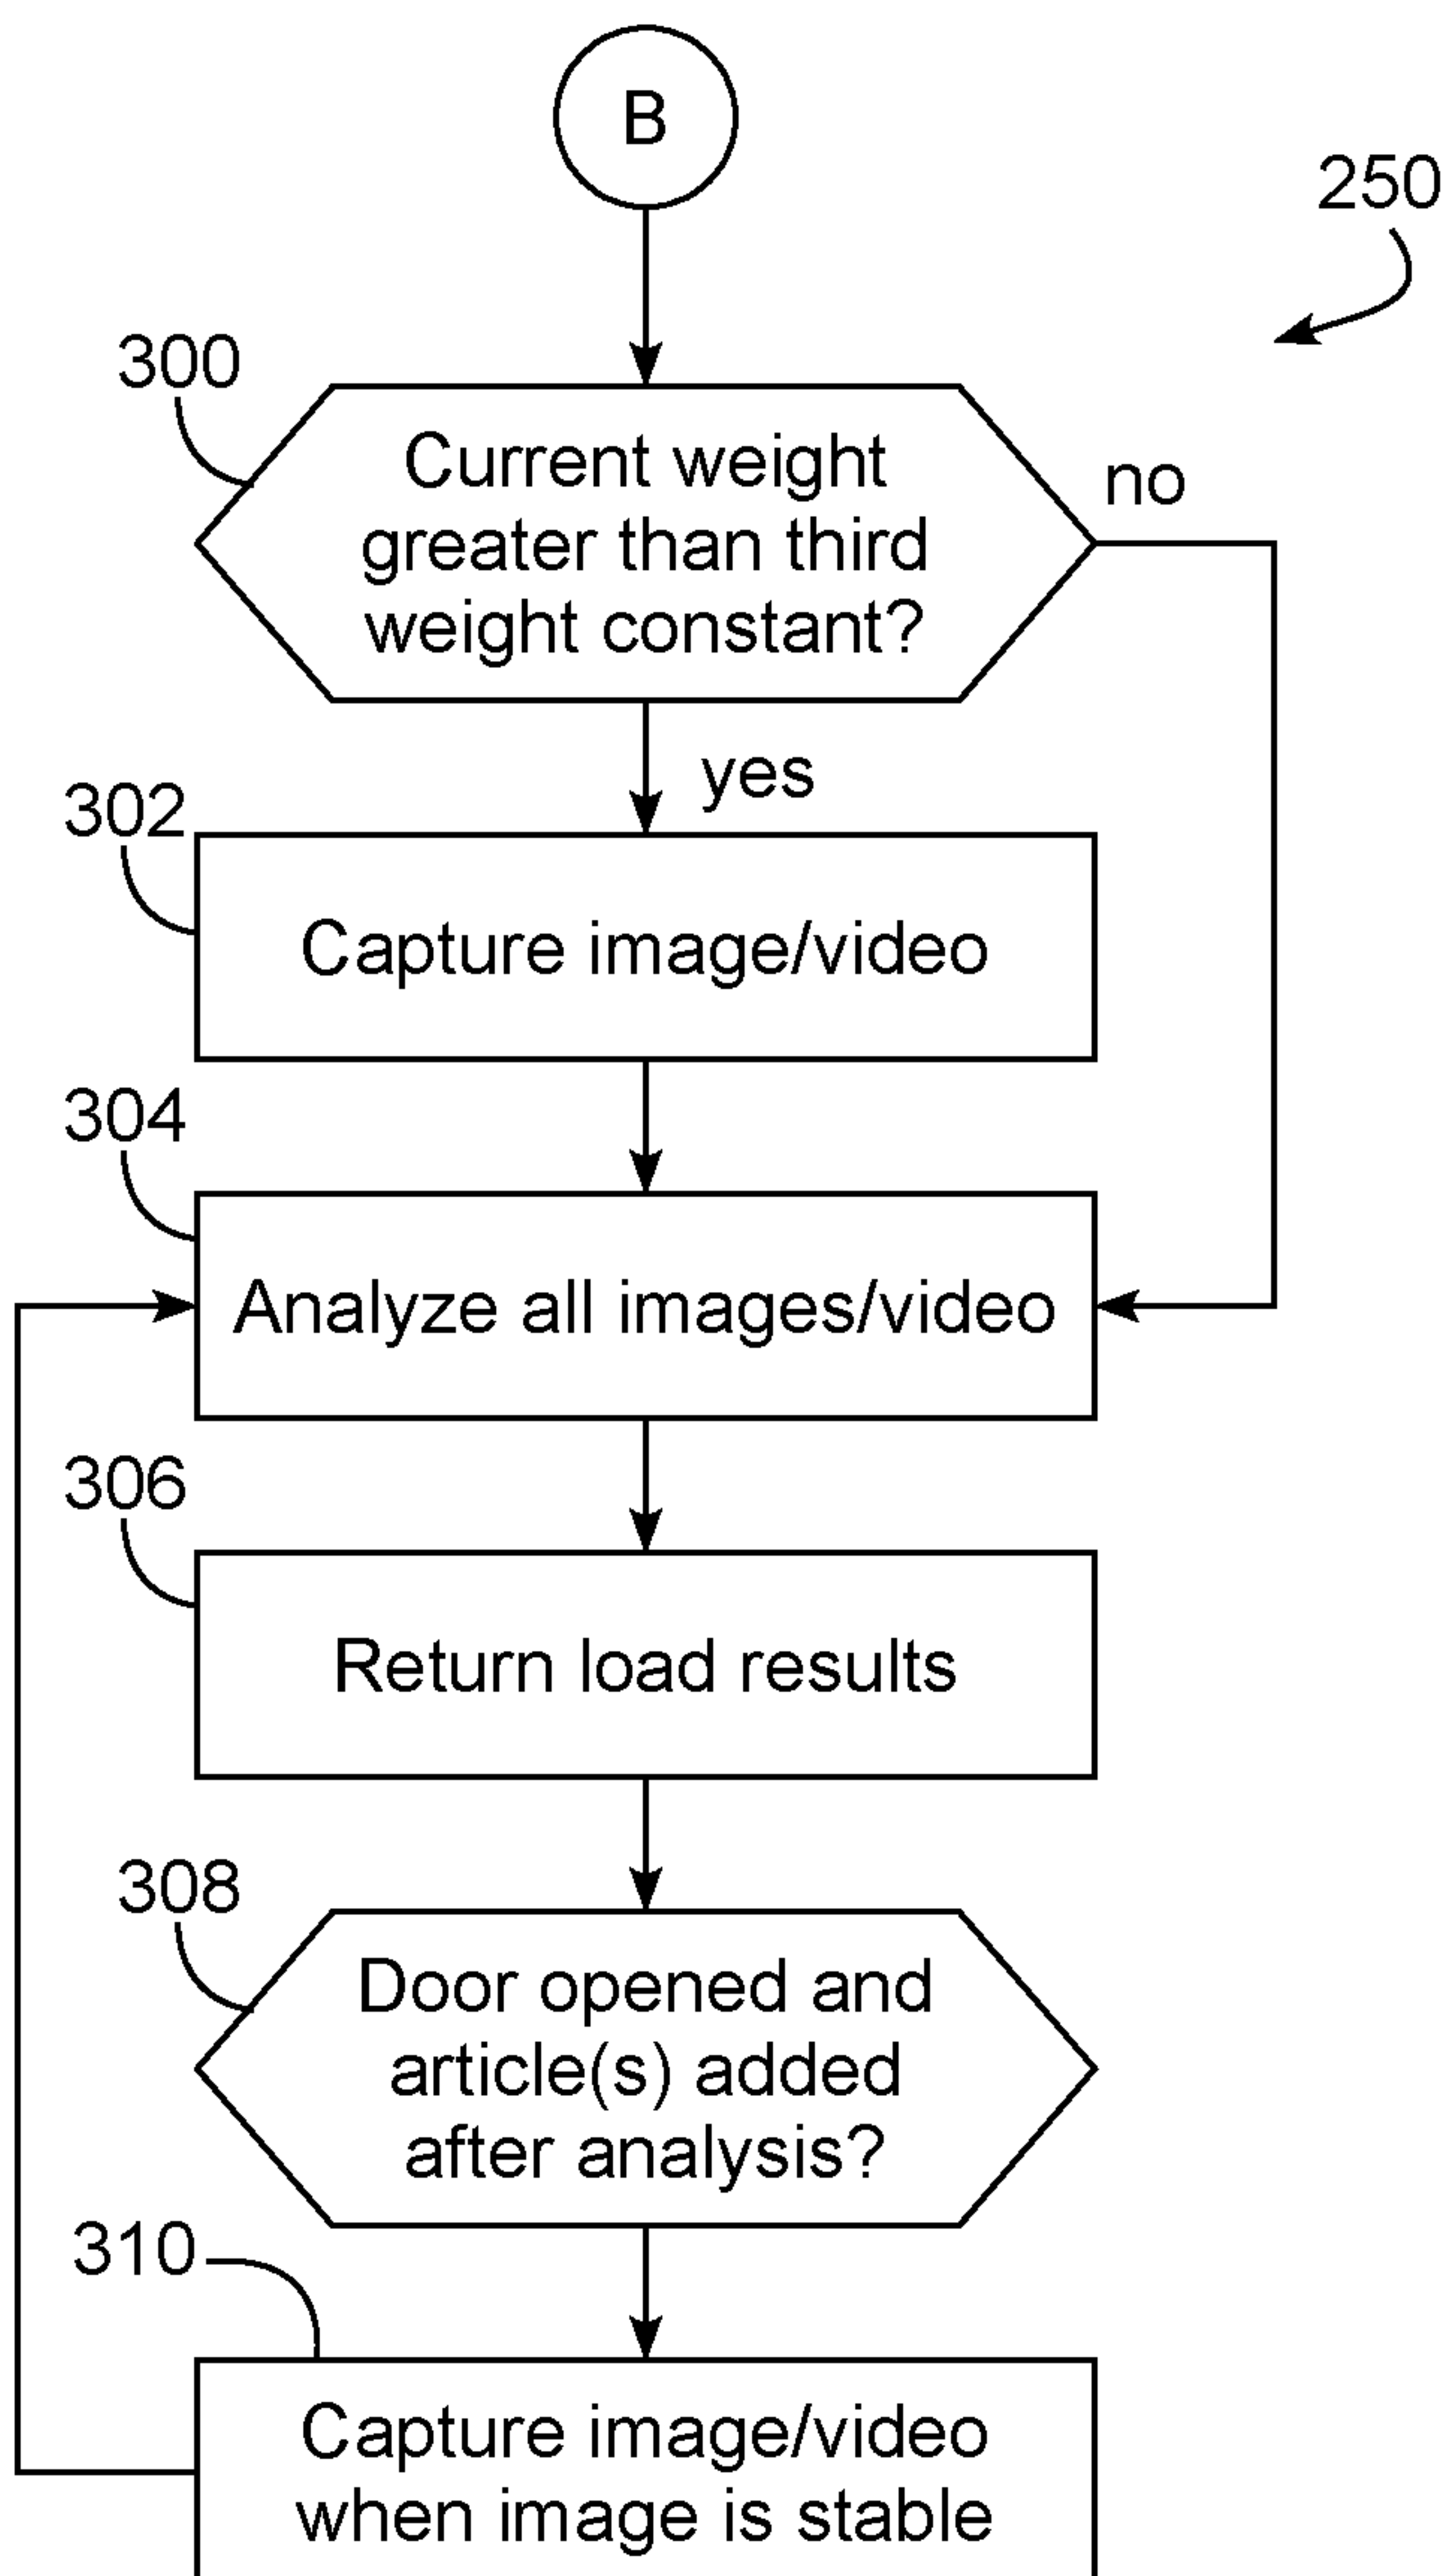 B
250
300
Current weight
greater than third
weight constant?
no
yes
302
Capture image/video
304
Analyze all images/video
306
Return load results
308
Door opened and
article(s) added
after analysis?
310
Capture image/video
when image is stable